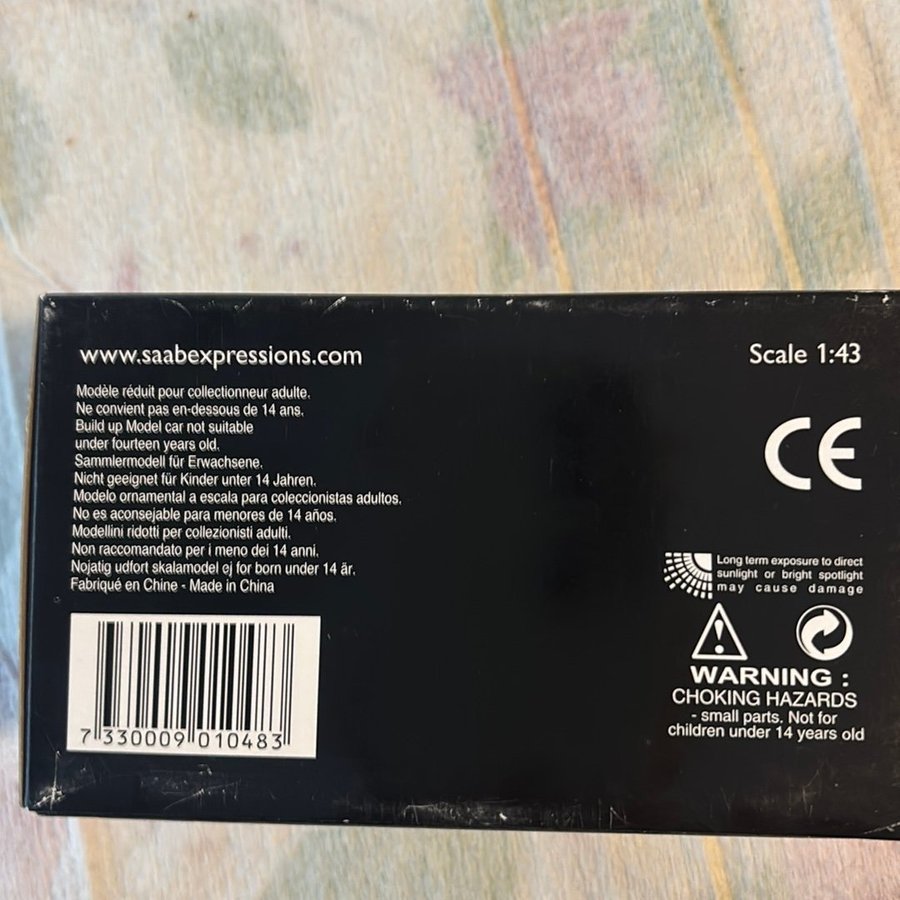 www.saabexpressions.com
Scale 1:43
Modèle réduit pour collectionneur adulte.
Ne convient pas en-dessous de 14 ans.
Build up Model car not suitable
under fourteen years old.
Sammlermodell für Erwachsene.
Nicht geeignet für Kinder unter 14 Jahren.
Modelo ornamental a escala para coleccionistas adultos.
No es aconsejable para menores de 14 años.
Modellini ridotti per collezionisti adulti.
Non raccomandato per i meno dei 14 anni.
Nojatig udfort skalamodel oj for born under 14 är.
Fabriqué en Chine - Made in China
7 330009 010483
CE
Long term exposure to direct
sunlight or bright spotlight
may cause damage
WARNING :
CHOKING HAZARDS
- small parts. Not for
children under 14 years old